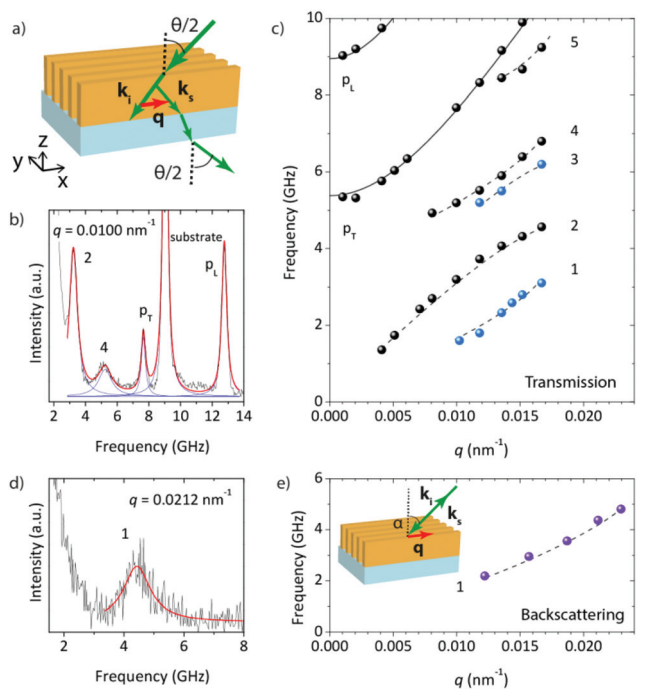 a)
θ/2
k_i
k_s
q
z
y
x
θ/2
b)
q = 0.0100 nm⁻¹
substrate
2
4
p_T
p_L
Intensity (a.u.)
2 4 6 8 10 12 14
Frequency (GHz)
c)
10
8
6
4
2
0
Frequency (GHz)
p_L
p_T
5
4
3
2
1
Transmission
0.000 0.005 0.010 0.015 0.020
q (nm⁻¹)
d)
q = 0.0212 nm⁻¹
1
Intensity (a.u.)
2 4 6 8
Frequency (GHz)
e)
6
4
2
0
Frequency (GHz)
k_i
α
k_s
q
1
Backscattering
0.000 0.005 0.010 0.015 0.020
q (nm⁻¹)